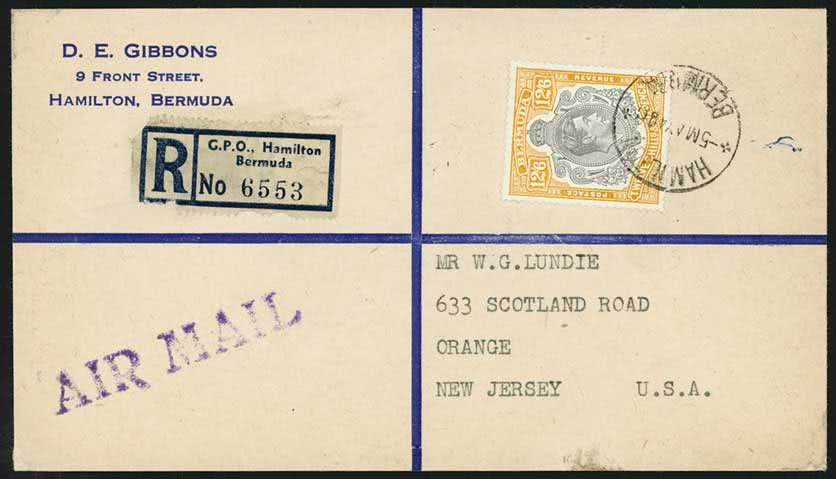 D. E. GIBBONS
9 FRONT STREET.
HAMILTON, BERMUDA
R
G.P.O., Hamilton
Bermuda
No 6553
REVENUE
12/6
BERMUDA
12/6
POSTAGE
HAMILTON
BERMUDA
AIR MAIL
MR W.G.LUNDIE
633 SCOTLAND ROAD
ORANGE
NEW JERSEY U.S.A.